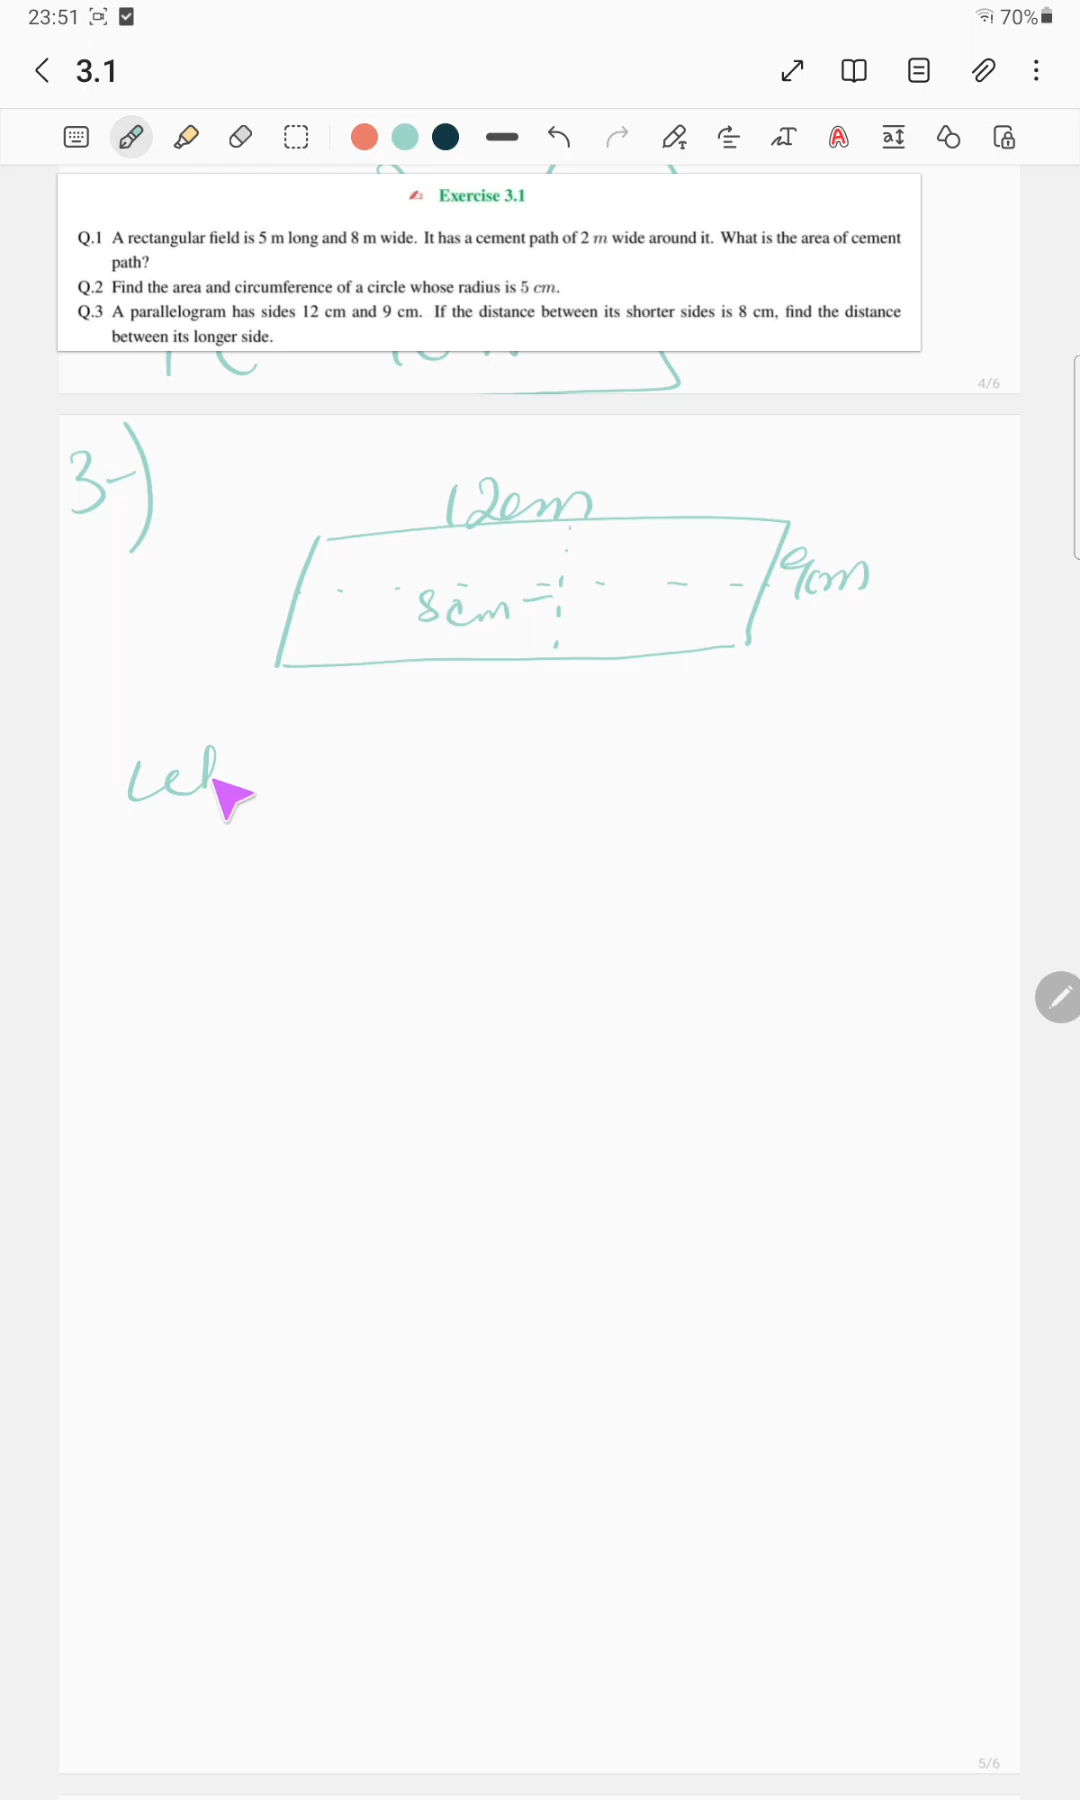 23:51 70%
3.1
Exercise 3.1
Q.1 A rectangular field is 5 m long and 8 m wide. It has a cement path of 2 m wide around it. What is the area of cement
path?
Q.2 Find the area and circumference of a circle whose radius is 5 cm.
Q.3 A parallelogram has sides 12 cm and 9 cm. If the distance between its shorter sides is 8 cm, find the distance
between its longer side.
4/6
3-)
12cm
9cm
8cm
5/6